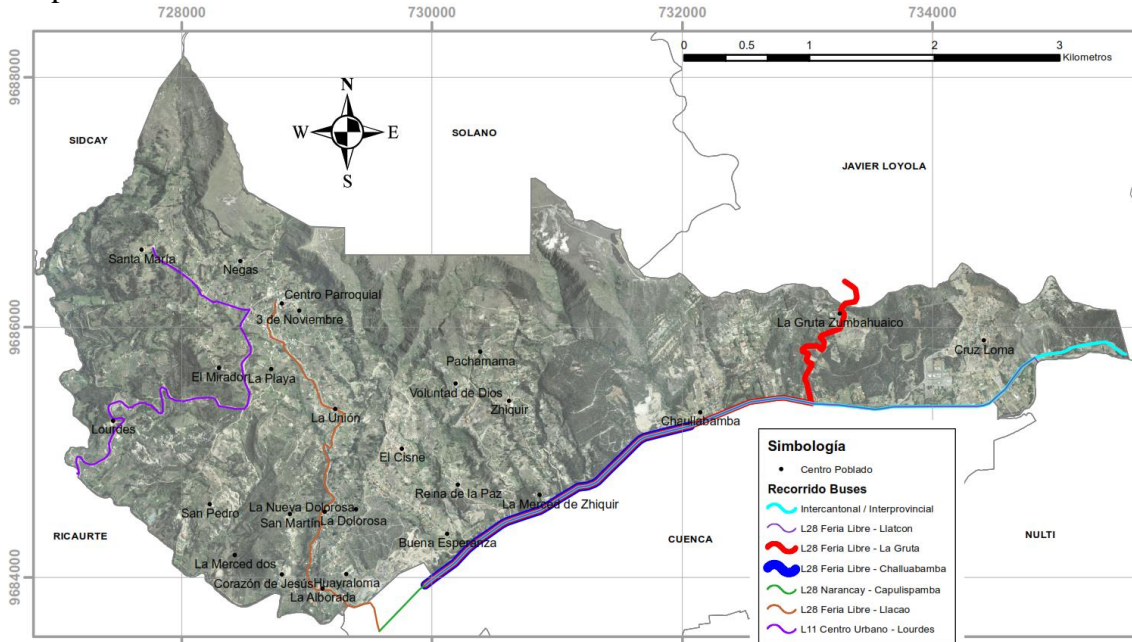 728000
730000
732000
734000
0
0.5
1
2
3
Kilometros
9688000
9686000
9684000
N
W
E
S
SIDCAY
SOLANO
JAVIER LOYOLA
Santa María
Negas
Centro Parroquial
3 de Noviembre
La Gruta Zumbahuaico
Cruz Loma
El Mirador
La Playa
Pachamama
Voluntad de Dios
Zhiquir
Lourdes
La Unión
Chaullabamba
El Cisne
Reina de la Paz
La Merced de Zhiquir
San Pedro
La Nueva Dolorosa
San Martín
La Dolorosa
Buena Esperanza
RICAURTE
CUENCA
NULTI
La Merced dos
Corazón de Jesús
Huayraloma
La Alborada
Simbología
Centro Poblado
Recorrido Buses
Intercantonal / Interprovincial
L28 Feria Libre - Llatcon
L28 Feria Libre - La Gruta
L28 Feria Libre - Challuabamba
L28 Narancay - Capulispamba
L28 Feria Libre - Llacao
L11 Centro Urbano - Lourdes